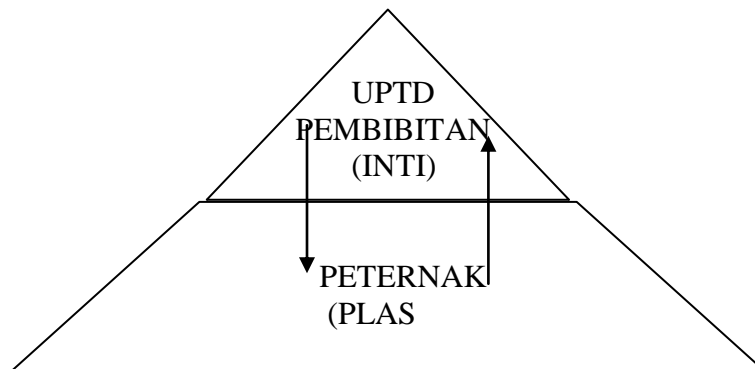 UPTD
PEMBIBITAN
(INTI)
PETERNAK
(PLAS